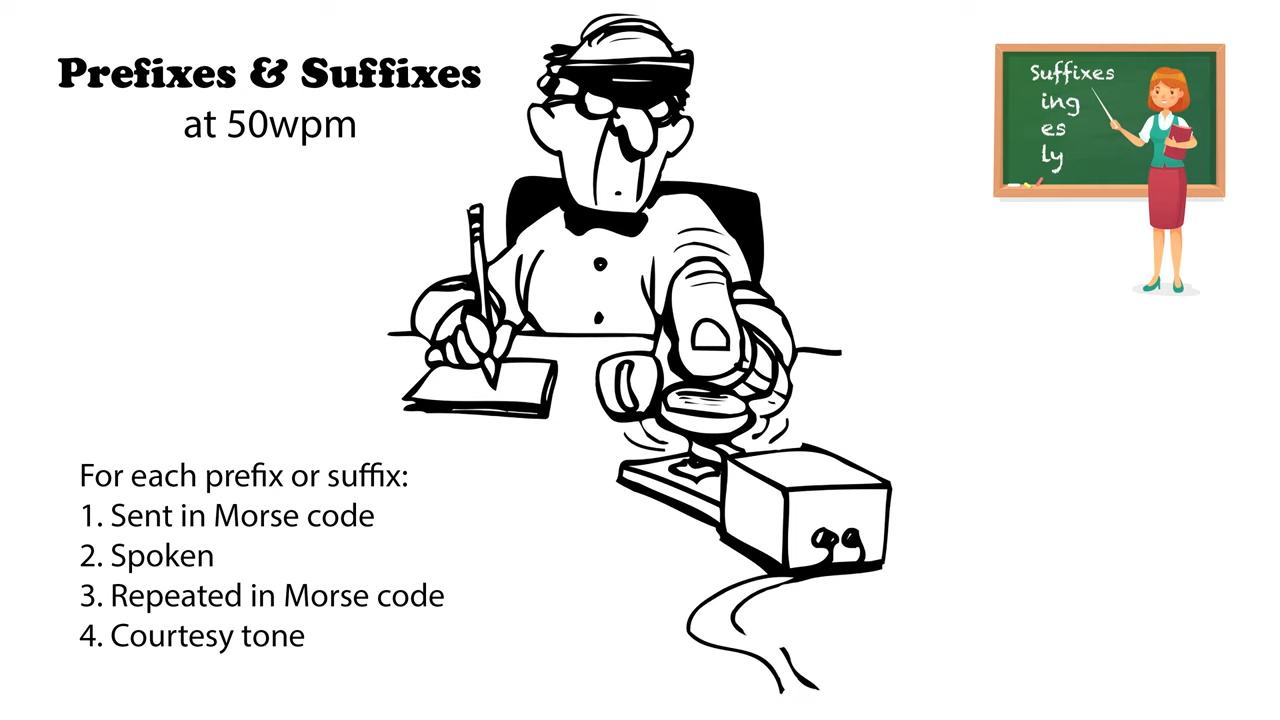 Prefixes & Suffixes
at 50wpm
Suffixes
ing
es
ly
For each prefix or suffix:
1. Sent in Morse code
2. Spoken
3. Repeated in Morse code
4. Courtesy tone